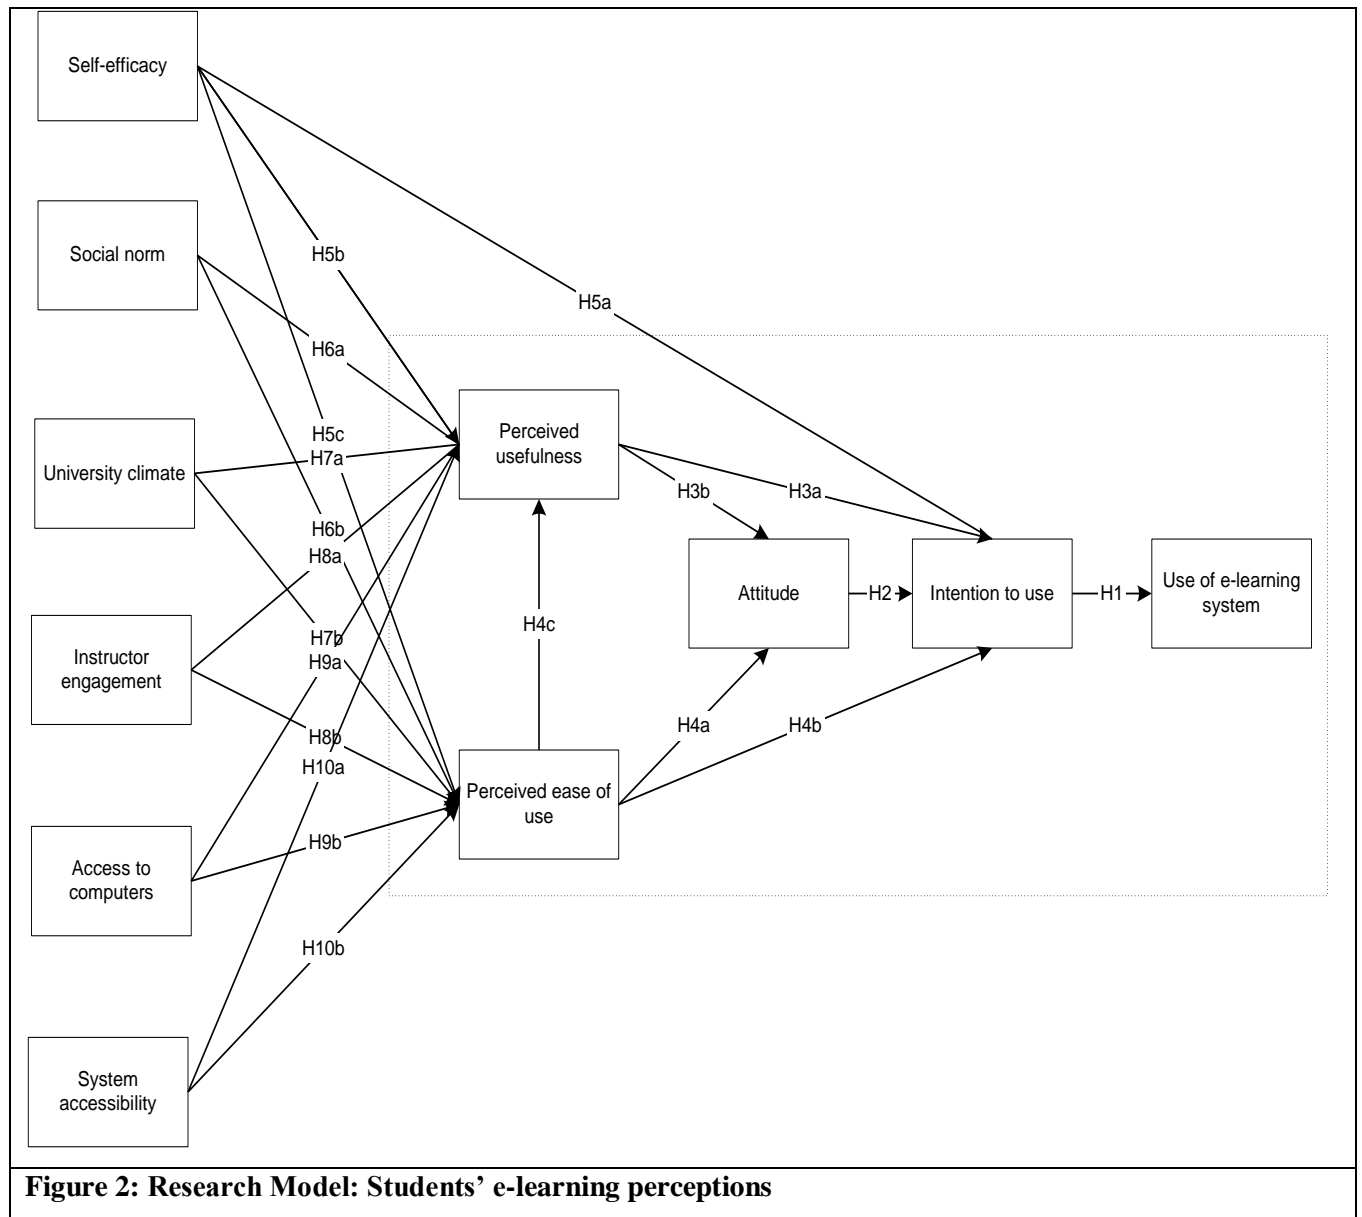 Self-efficacy
Social norm
H5b
H5a
H6a
H5c
H7a
University climate
Perceived
usefulness
H3b
H3a
H6b
H8a
Attitude
H2
Intention to use
H1
Use of e-learning
system
H4c
H7b
H9a
Instructor
engagement
H8b
H10a
H4a
H4b
Perceived ease of
use
H9b
Access to
computers
H10b
System
accessibility
Figure 2: Research Model: Students’ e-learning perceptions